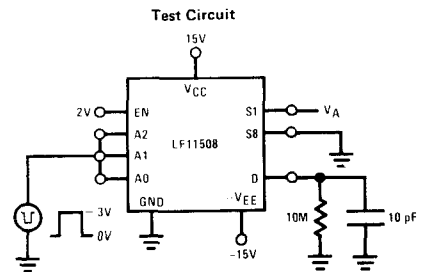 Test Circuit
15V
VCC
2V
EN
A2
A1
A0
LF11508
S1
VA
S8
D
-VEE
GND
-15V
3V
0V
10M
10 pF